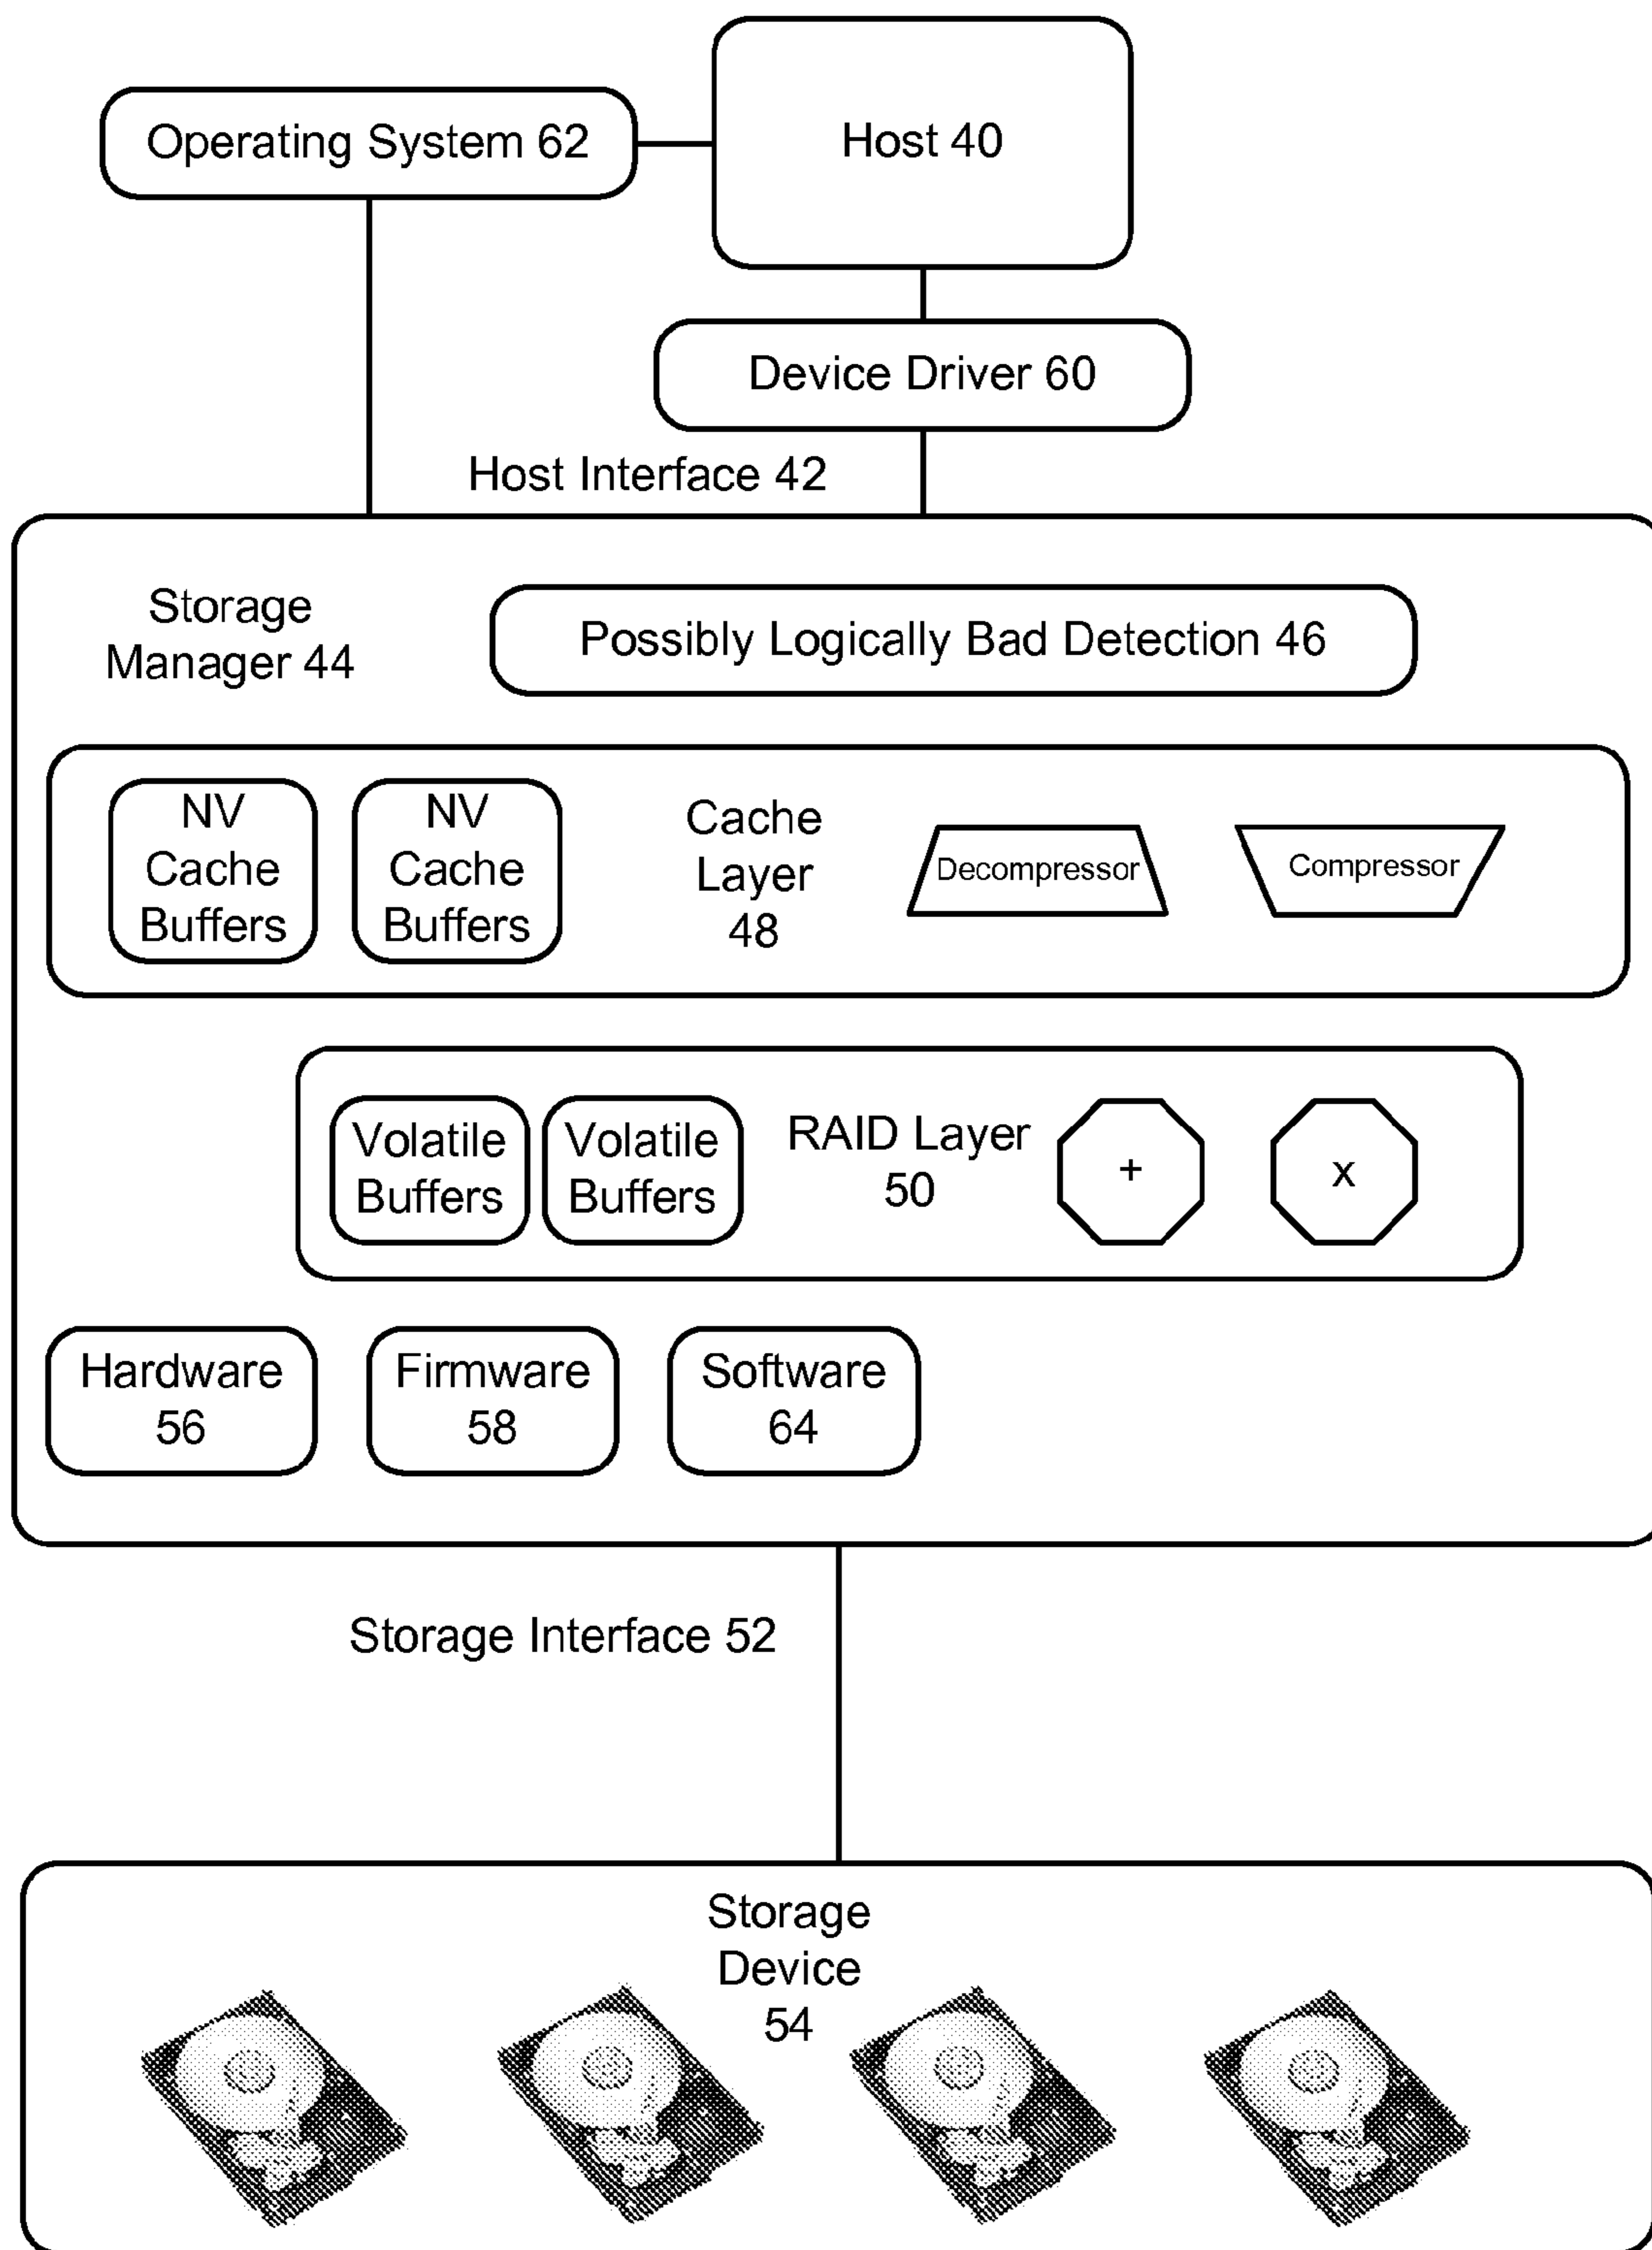 Operating System 62
Host 40
Device Driver 60
Host Interface 42
Storage
Manager 44
Possibly Logically Bad Detection 46
NV
Cache
Buffers
NV
Cache
Buffers
Cache
Layer
48
Decompressor
Compressor
Volatile
Buffers
Volatile
Buffers
RAID Layer
50
+
x
Hardware
56
Firmware
58
Software
64
Storage Interface 52
Storage
Device
54